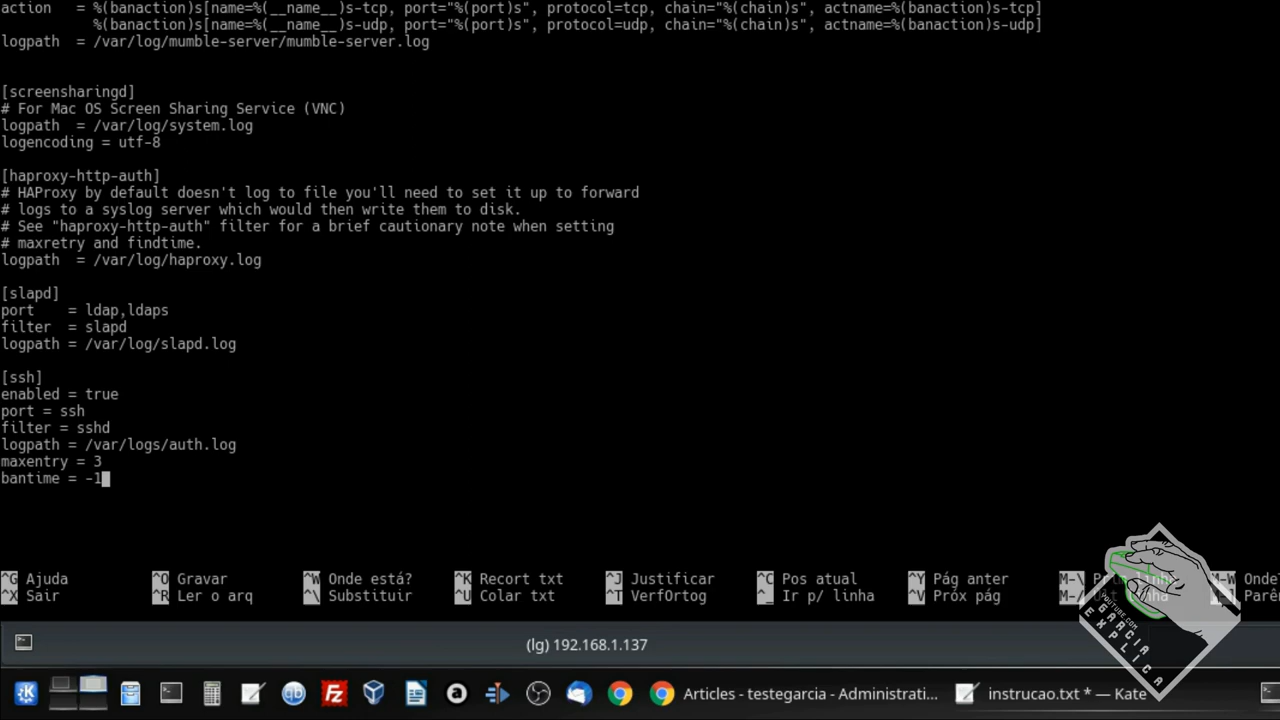 action   = %(banaction)s[name=%(__name__)s-tcp, port="%(port)s", protocol=tcp, chain="%(chain)s", actname=%(banaction)s-tcp]
           %(banaction)s[name=%(__name__)s-udp, port="%(port)s", protocol=udp, chain="%(chain)s", actname=%(banaction)s-udp]
logpath  = /var/log/mumble-server/mumble-server.log
[screensharingd]
# For Mac OS Screen Sharing Service (VNC)
logpath  = /var/log/system.log
logencoding = utf-8
[haproxy-http-auth]
# HAProxy by default doesn't log to file you'll need to set it up to forward
# logs to a syslog server which would then write them to disk.
# See "haproxy-http-auth" filter for a brief cautionary note when setting
# maxretry and findtime.
logpath  = /var/log/haproxy.log
[slapd]
port    = ldap,ldaps
filter  = slapd
logpath = /var/log/slapd.log
[ssh]
enabled = true
port = ssh
filter = sshd
logpath = /var/logs/auth.log
maxentry = 3
bantime = -1
^G Ajuda ^O Gravar ^W Onde está? ^K Recort txt ^J Justificar ^C Pos atual ^Y Pág anter M-\ M-W Onde
^X Sair ^R Ler o arq ^\ Substituir ^U Colar txt ^T VerfOrtog ^_ Ir p/ linha ^V Próx pág M-/ Parê
YOUTUBE.COM
GARCIA
EXPLICA
(lg) 192.168.1.137
Articles - testegarcia - Administrati... instrucao.txt * — Kate